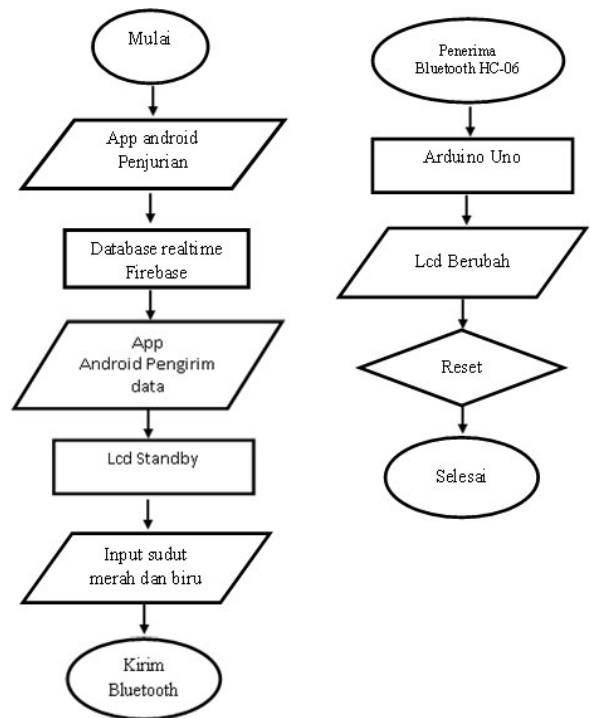 Mulai
App android
Penjurian
Database realtime
Firebase
App
Android Pengirim
data
Lcd Standby
Input sudut
merah dan biru
Kirim
Bluetooth
Penerima
Bluetooth HC-06
Arduino Uno
Lcd Berubah
Reset
Selesai